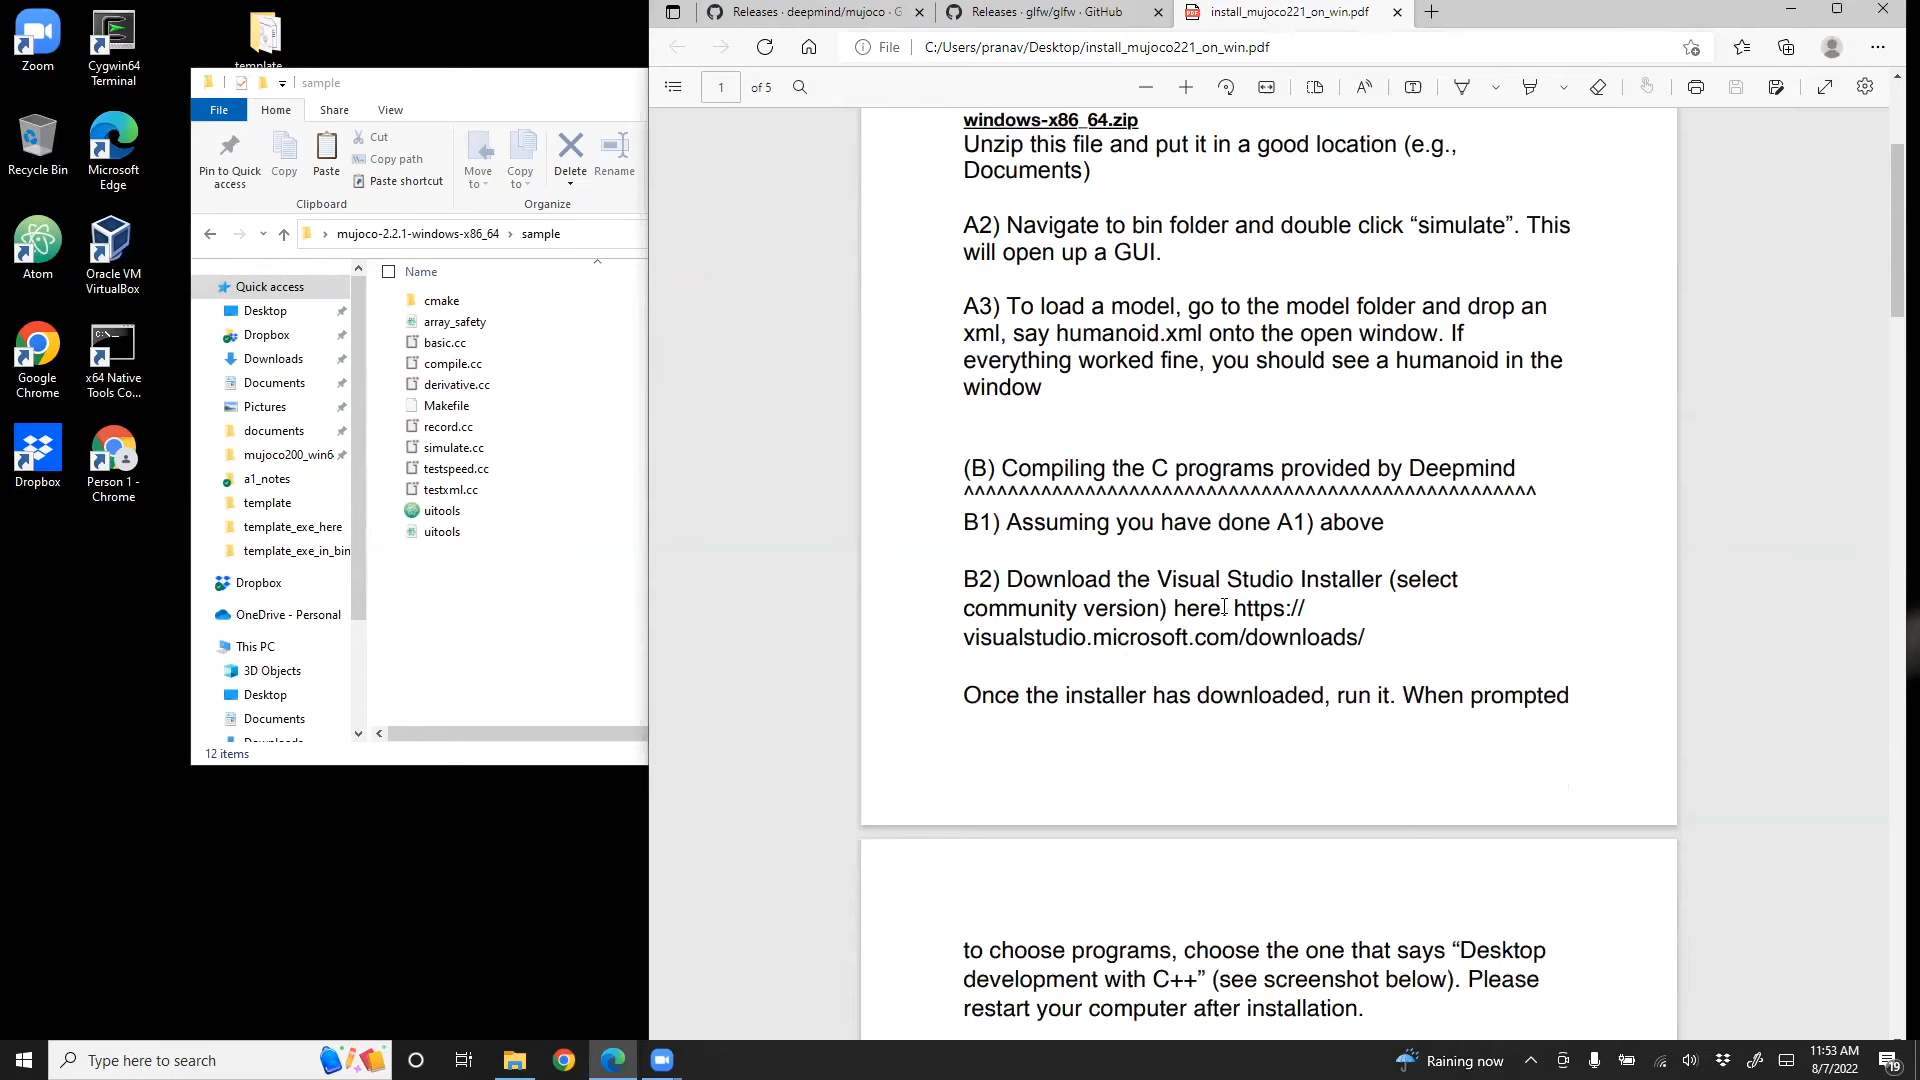 Zoom
Cygwin64
Terminal
template
Recycle Bin
Microsoft
Edge
Atom
Oracle VM
VirtualBox
Google
Chrome
x64 Native
Tools Co...
Dropbox
Person 1 -
Chrome
sample
File
Home
Share
View
Pin to Quick
access
Copy
Paste
Cut
Copy path
Paste shortcut
Clipboard
Move
to
Copy
to
Delete
Rename
Organize
mujoco-2.2.1-windows-x86_64
sample
Name
Quick access
Desktop
Dropbox
Downloads
Documents
Pictures
documents
mujoco200_win6
a1_notes
template
template_exe_here
template_exe_in_bin
Dropbox
OneDrive - Personal
This PC
3D Objects
Desktop
Documents
Downloads
cmake
array_safety
basic.cc
compile.cc
derivative.cc
Makefile
record.cc
simulate.cc
testspeed.cc
testxml.cc
uitools
uitools
12 items
Releases · deepmind/mujoco · G
Releases · glfw/glfw · GitHub
install_mujoco221_on_win.pdf
File
C:/Users/pranav/Desktop/install_mujoco221_on_win.pdf
1
of 5
windows-x86_64.zip
Unzip this file and put it in a good location (e.g.,
Documents)
A2) Navigate to bin folder and double click “simulate”. This
will open up a GUI.
A3) To load a model, go to the model folder and drop an
xml, say humanoid.xml onto the open window. If
everything worked fine, you should see a humanoid in the
window
(B) Compiling the C programs provided by Deepmind
^^^^^^^^^^^^^^^^^^^^^^^^^^^^^^^^^^^^^^^^^^^^^^^^^^^^
B1) Assuming you have done A1) above
B2) Download the Visual Studio Installer (select
community version) here: https://
visualstudio.microsoft.com/downloads/
Once the installer has downloaded, run it. When prompted
to choose programs, choose the one that says “Desktop
development with C++” (see screenshot below). Please
restart your computer after installation.
Type here to search
Raining now
11:53 AM
8/7/2022
19